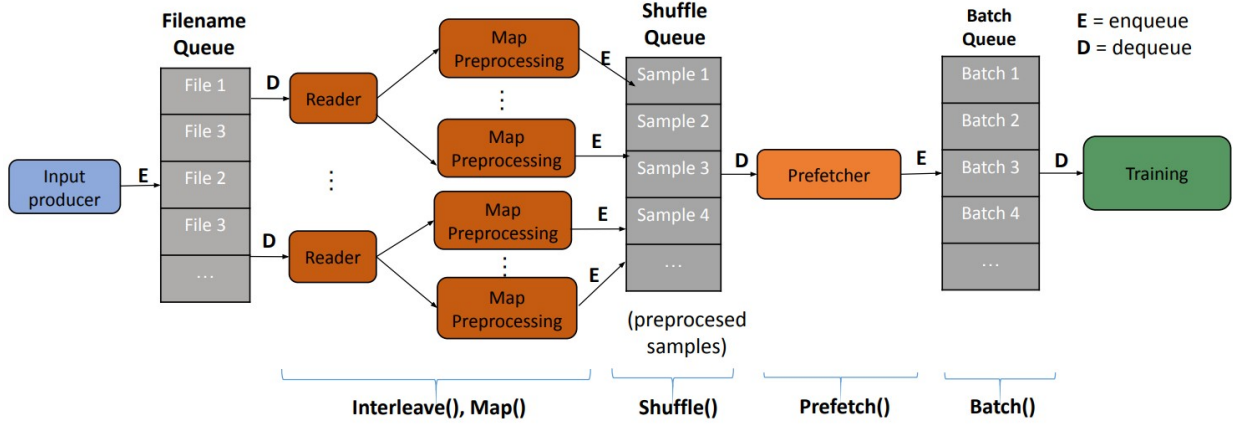 Filename
Queue
Shuffle
Queue
Batch
Queue
E = enqueue
D = dequeue
Input
producer
E
File 1
File 3
File 2
File 3
...
D
Reader
D
Reader
Map
Preprocessing
Map
Preprocessing
Map
Preprocessing
Map
Preprocessing
E
E
E
E
Sample 1
Sample 2
Sample 3
Sample 4
...
(preprocesed
samples)
D
Prefetcher
E
Batch 1
Batch 2
Batch 3
Batch 4
...
D
Training
Interleave(), Map()
Shuffle()
Prefetch()
Batch()